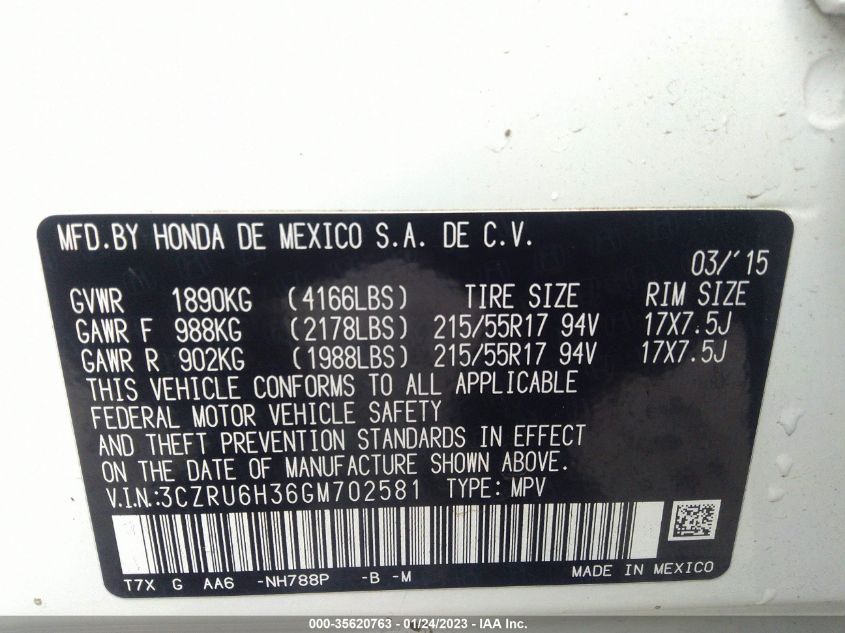 MFD.BY HONDA DE MEXICO S.A. DE C.V.
03/'15
GVWR 1890KG (4166LBS) TIRE SIZE RIM SIZE
GAWR F 988KG (2178LBS) 215/55R17 94V 17X7.5J
GAWR R 902KG (1988LBS) 215/55R17 94V 17X7.5J
THIS VEHICLE CONFORMS TO ALL APPLICABLE
FEDERAL MOTOR VEHICLE SAFETY
AND THEFT PREVENTION STANDARDS IN EFFECT
ON THE DATE OF MANUFACTURE SHOWN ABOVE.
V.I.N.:3CZRU6H36GM702581 TYPE: MPV
T7X G AA6 -NH788P -B -M MADE IN MEXICO
000-35620763 - 01/24/2023 - IAA Inc.